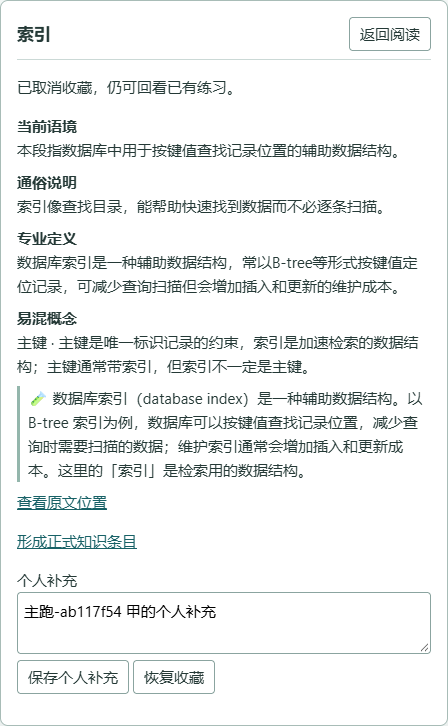 索引
返回阅读
已取消收藏，仍可回看已有练习。
当前语境
本段指数据库中用于按键值查找记录位置的辅助数据结构。
通俗说明
索引像查找目录，能帮助快速找到数据而不必逐条扫描。
专业定义
数据库索引是一种辅助数据结构，常以B-tree等形式按键值定
位记录，可减少查询扫描但会增加插入和更新的维护成本。
易混概念
主键 · 主键是唯一标识记录的约束，索引是加速检索的数据结
构；主键通常带索引，但索引不一定是主键。
数据库索引（database index）是一种辅助数据结构。以
B-tree 索引为例，数据库可以按键值查找记录位置，减少查
询时需要扫描的数据；维护索引通常会增加插入和更新成
本。这里的「索引」是检索用的数据结构。
查看原文位置
形成正式知识条目
个人补充
主跑-ab117f54 甲的个人补充
保存个人补充
恢复收藏